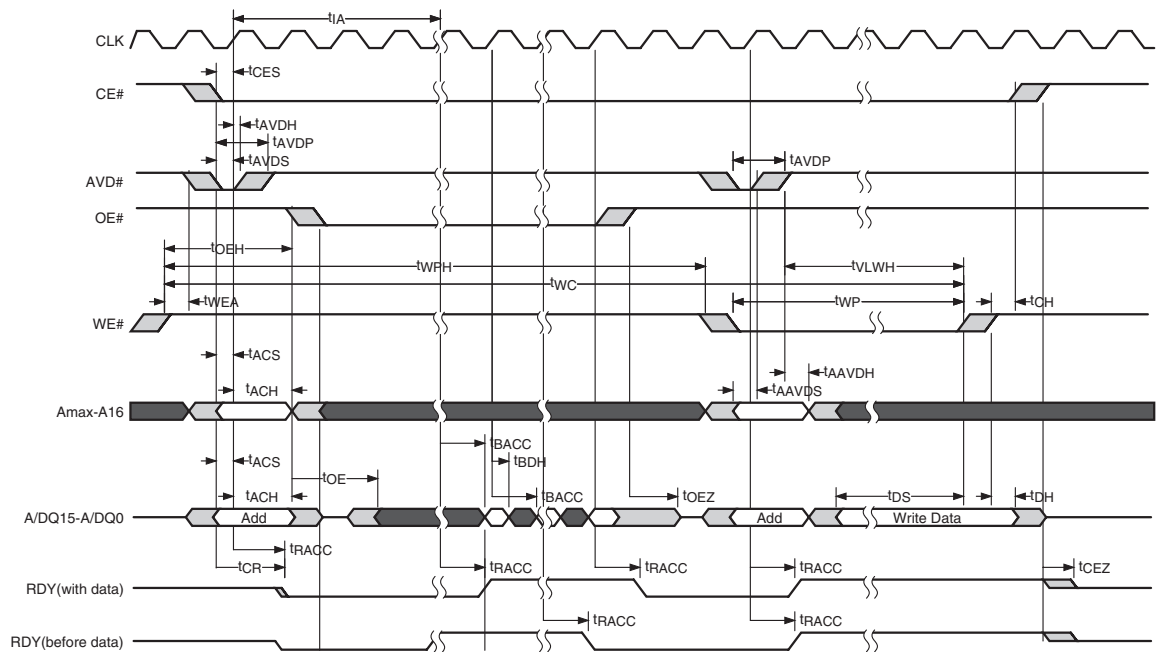 tIA
CLK
tCES
CE#
tAVDH
tAVDP
tAVDS
tAVDP
AVD#
OE#
tOEH
tWPH
tVLWH
tWC
tWEA
tWP
tCH
WE#
tACS
tACH
tAAVDH
tAAVDS
Amax-A16
tBACC
tACS
tOE
tBDH
tACH
tBACC
tOEZ
tDS
tDH
A/DQ15-A/DQ0
Add
Add
Write Data
tRACC
tCR
tRACC
tRACC
tRACC
tCEZ
RDY(with data)
tRACC
tRACC
RDY(before data)